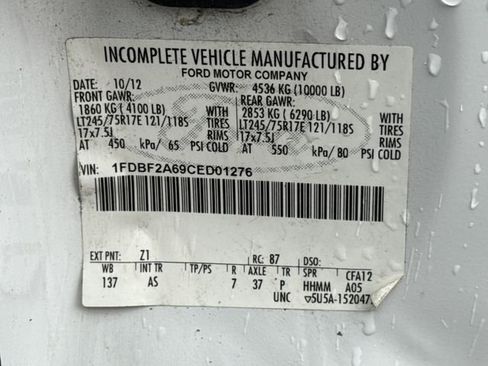 INCOMPLETE VEHICLE MANUFACTURED BY
FORD MOTOR COMPANY
DATE: 10/12 GVWR: 4536 KG (10000 LB)
FRONT GAWR: REAR GAWR:
1860 KG ( 4100 LB) WITH 2853 KG ( 6290 LB) WITH
LT245/75R17E 121/118S TIRES LT245/75R17E 121/118S TIRES
17x7.5J RIMS 17x7.5J RIMS
AT 450 kPa/ 65 PSI COLD AT 550 kPa/ 80 PSI COLD
VIN: 1FDBF2A69CED01276
EXT PNT: Z1 RC: 87 DSO:
WB INT TR TP/PS R AXLE TR SPR CFA12
137 AS 7 37 P HHMM A05
UNC 5U5A-152047